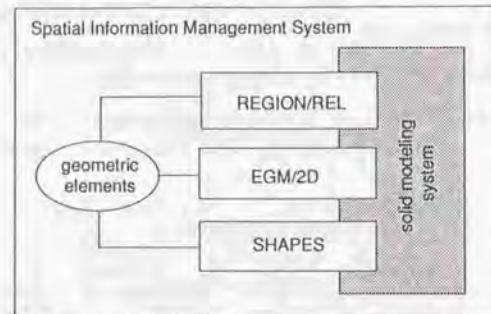 Spatial Information Management System
REGION/REL
geometric
elements
EGM/2D
SHAPES
solid modeling
system